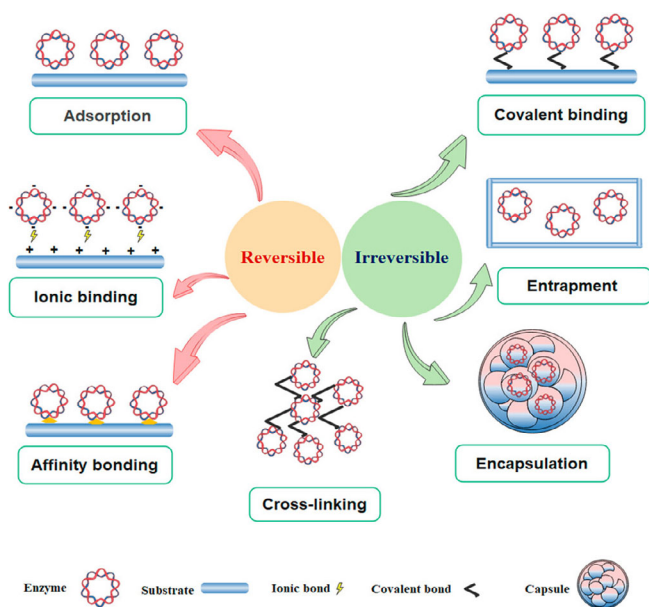 Adsorption
Covalent binding
Ionic binding
Reversible
Irreversible
Entrapment
Affinity bonding
Encapsulation
Cross-linking
Enzyme
Substrate
Ionic bond
Covalent bond
Capsule